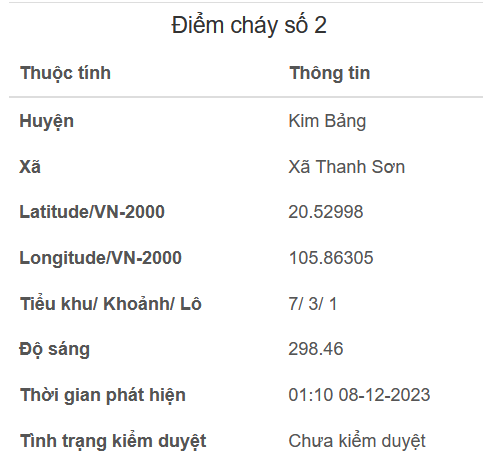 Điểm cháy số 2
Thuộc tính Thông tin
Huyện Kim Bảng
Xã Xã Thanh Sơn
Latitude/VN-2000 20.52998
Longitude/VN-2000 105.86305
Tiểu khu/ Khoảnh/ Lô 7/ 3/ 1
Độ sáng 298.46
Thời gian phát hiện 01:10 08-12-2023
Tình trạng kiểm duyệt Chưa kiểm duyệt